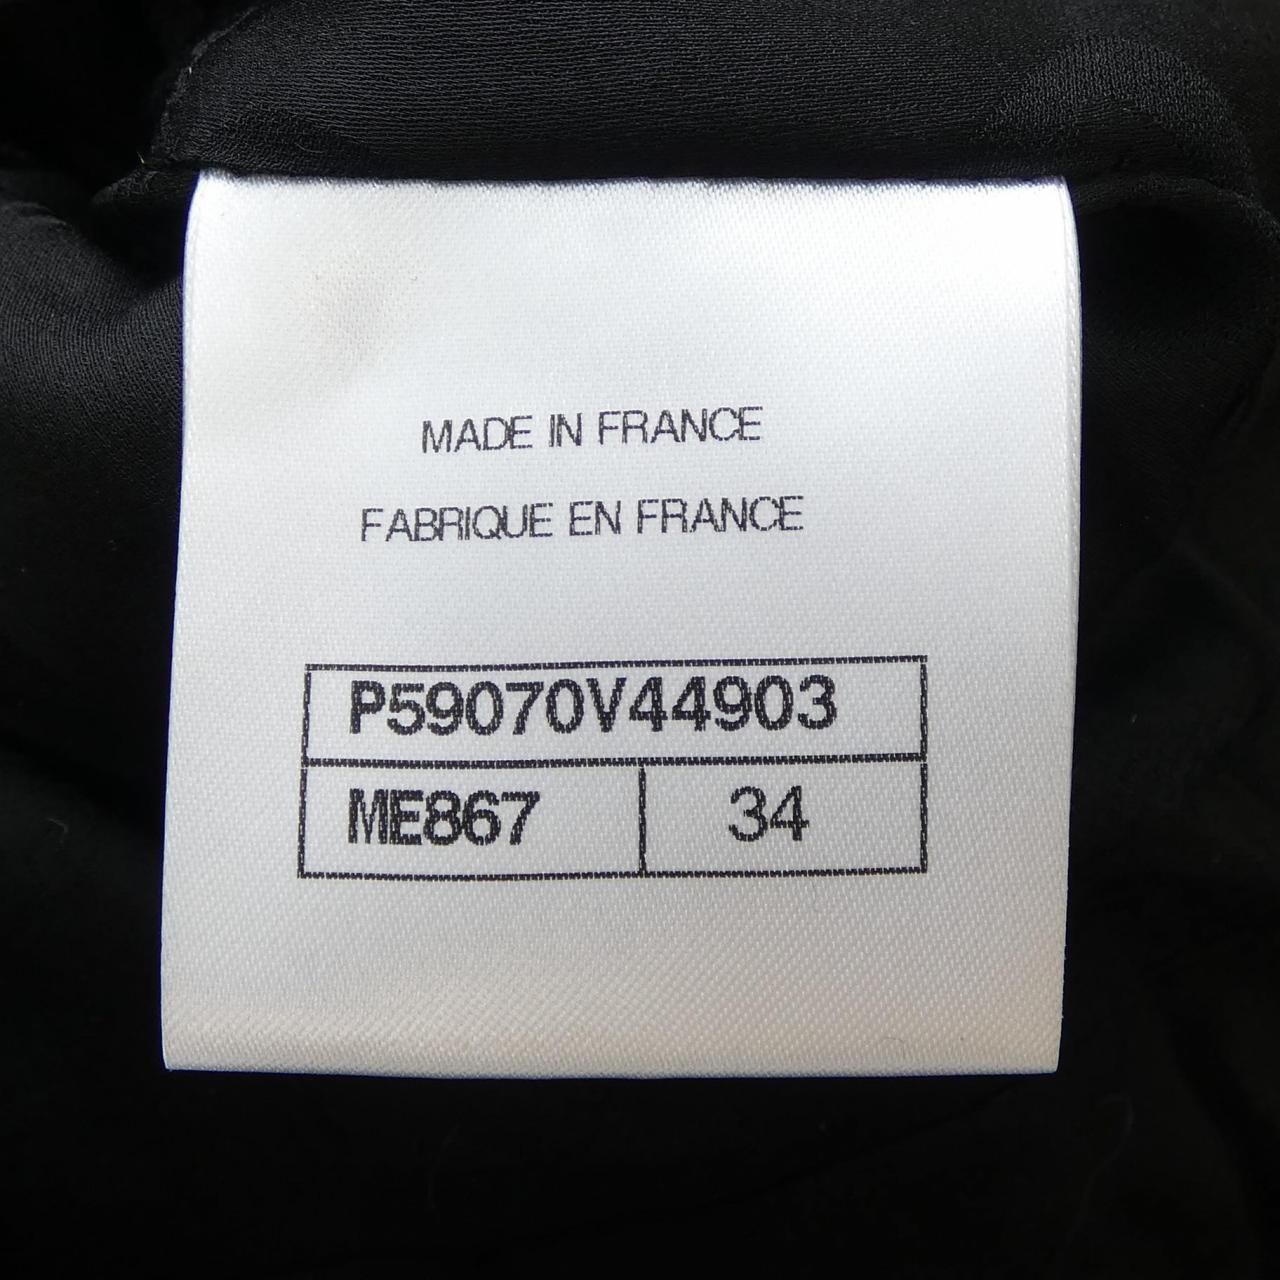 MADE IN FRANCE
FABRIQUE EN FRANCE
P59070V44903
ME867 34